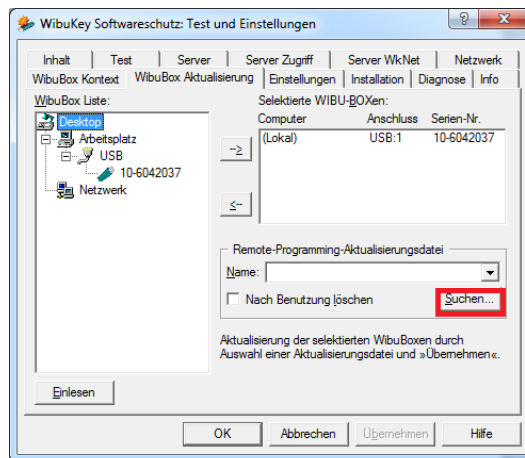 WibuKey Softwareschutz: Test und Einstellungen
?
X
Inhalt Test Server Server Zugriff Server WkNet Netzwerk
WibuBox Kontext WibuBox Aktualisierung Einstellungen Installation Diagnose Info
WibuBox Liste:
Desktop
Arbeitsplatz
USB
10-6042037
Netzwerk
Einlesen
-->
<--
Selektierte WIBU-BOXen:
Computer Anschluss Serien-Nr.
(Lokal) USB:1 10-6042037
Remote-Programming-Aktualisierungsdatei
Name:
Nach Benutzung löschen
Suchen...
Aktualisierung der selektierten WibuBoxen durch
Auswahl einer Aktualisierungsdatei und »Übernehmen«.
OK Abbrechen Übernehmen Hilfe